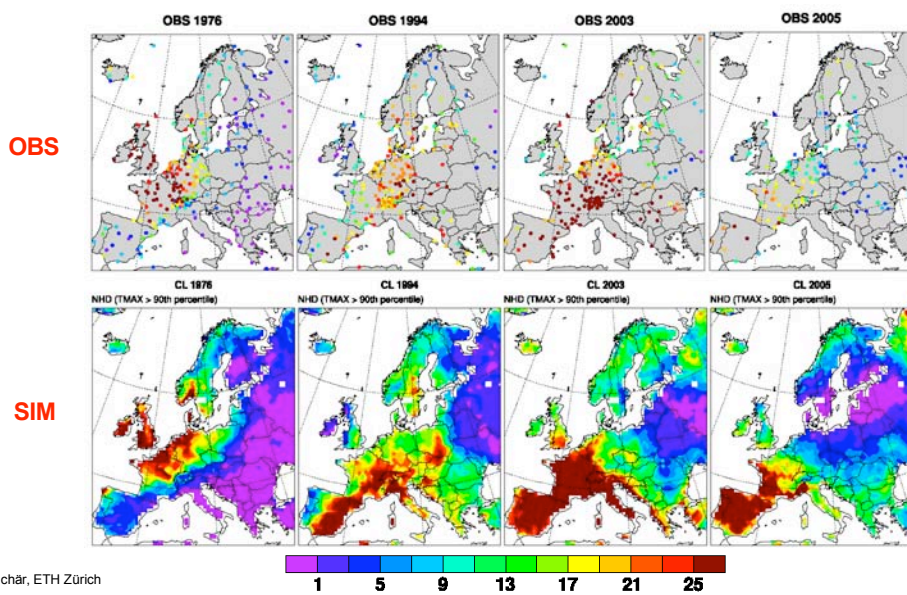 OBS 1976 OBS 1994 OBS 2003 OBS 2005
OBS
CL 1976 CL 1994 CL 2003 CL 2005
NHD (TMAX > 90th percentile) NHD (TMAX > 90th percentile) NHD (TMAX > 90th percentile) NHD (TMAX > 90th percentile)
SIM
chär, ETH Zürich
1 5 9 13 17 21 25